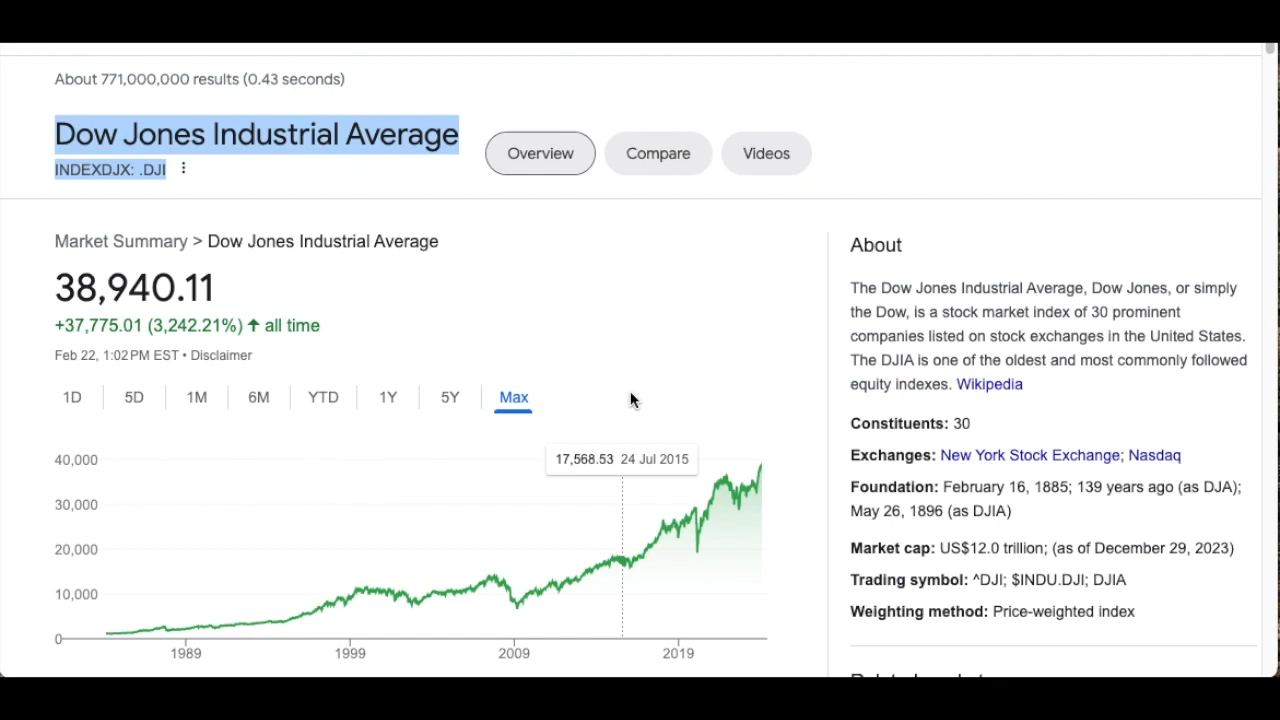 About 771,000,000 results (0.43 seconds)
Dow Jones Industrial Average
INDEXDJX: .DJI
Overview
Compare
Videos
Market Summary > Dow Jones Industrial Average
38,940.11
+37,775.01 (3,242.21%) ↑ all time
Feb 22, 1:02 PM EST • Disclaimer
1D 5D 1M 6M YTD 1Y 5Y Max
17,568.53 24 Jul 2015
40,000
30,000
20,000
10,000
0
1989 1999 2009 2019
About
The Dow Jones Industrial Average, Dow Jones, or simply
the Dow, is a stock market index of 30 prominent
companies listed on stock exchanges in the United States.
The DJIA is one of the oldest and most commonly followed
equity indexes. Wikipedia
Constituents: 30
Exchanges: New York Stock Exchange; Nasdaq
Foundation: February 16, 1885; 139 years ago (as DJA);
May 26, 1896 (as DJIA)
Market cap: US$12.0 trillion; (as of December 29, 2023)
Trading symbol: ^DJI; $INDU.DJI; DJIA
Weighting method: Price-weighted index